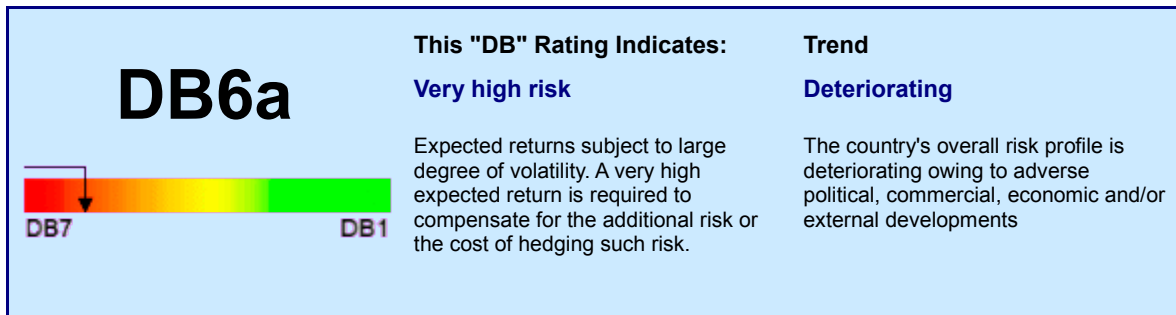 DB6a
DB7
DB1
This "DB" Rating Indicates:
Very high risk
Expected returns subject to large
degree of volatility. A very high
expected return is required to
compensate for the additional risk or
the cost of hedging such risk.
Trend
Deteriorating
The country's overall risk profile is
deteriorating owing to adverse
political, commercial, economic and/or
external developments